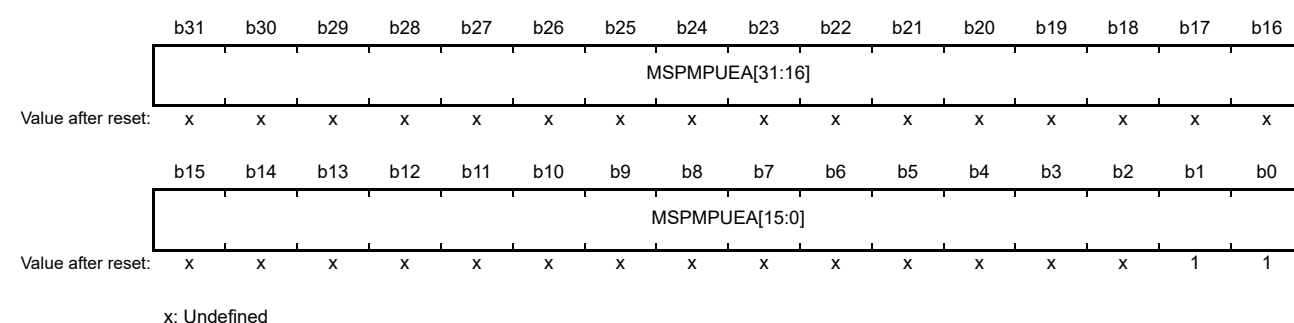 b31 b30 b29 b28 b27 b26 b25 b24 b23 b22 b21 b20 b19 b18 b17 b16
MSPMPUEA[31:16]
Value after reset: x x x x x x x x x x x x x x x x
b15 b14 b13 b12 b11 b10 b9 b8 b7 b6 b5 b4 b3 b2 b1 b0
MSPMPUEA[15:0]
Value after reset: x x x x x x x x x x x x x x 1 1
x: Undefined